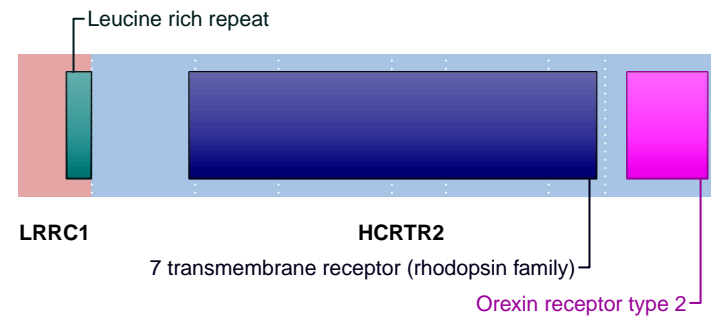 Leucine rich repeat
LRRC1
HCRTR2
7 transmembrane receptor (rhodopsin family)
Orexin receptor type 2